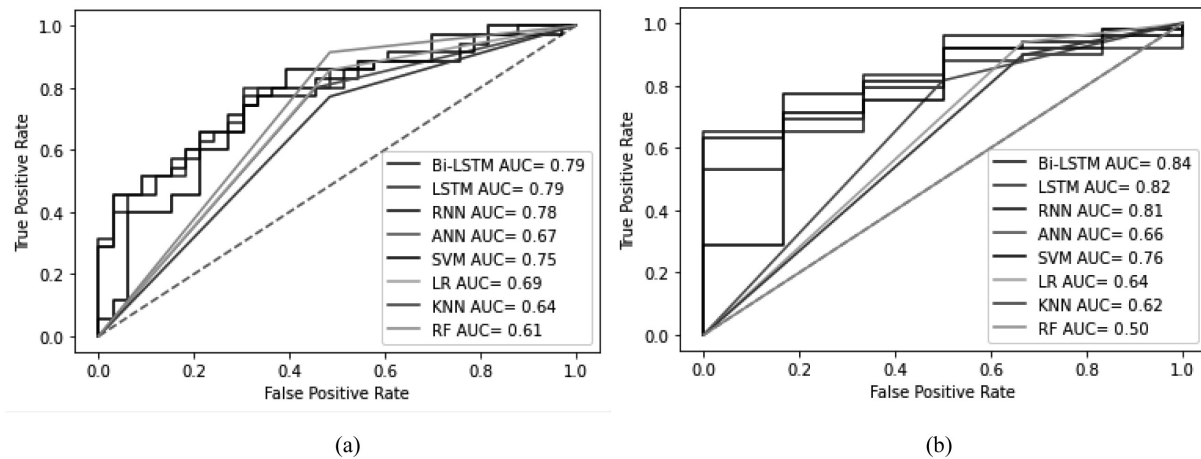 1.0
0.8
0.6
0.4
0.2
0.0
True Positive Rate
0.0 0.2 0.4 0.6 0.8 1.0
False Positive Rate
Bi-LSTM AUC= 0.79
LSTM AUC= 0.79
RNN AUC= 0.78
ANN AUC= 0.67
SVM AUC= 0.75
LR AUC= 0.69
KNN AUC= 0.64
RF AUC= 0.61
(a)
1.0
0.8
0.6
0.4
0.2
0.0
True Positive Rate
0.0 0.2 0.4 0.6 0.8 1.0
False Positive Rate
Bi-LSTM AUC= 0.84
LSTM AUC= 0.82
RNN AUC= 0.81
ANN AUC= 0.66
SVM AUC= 0.76
LR AUC= 0.64
KNN AUC= 0.62
RF AUC= 0.50
(b)